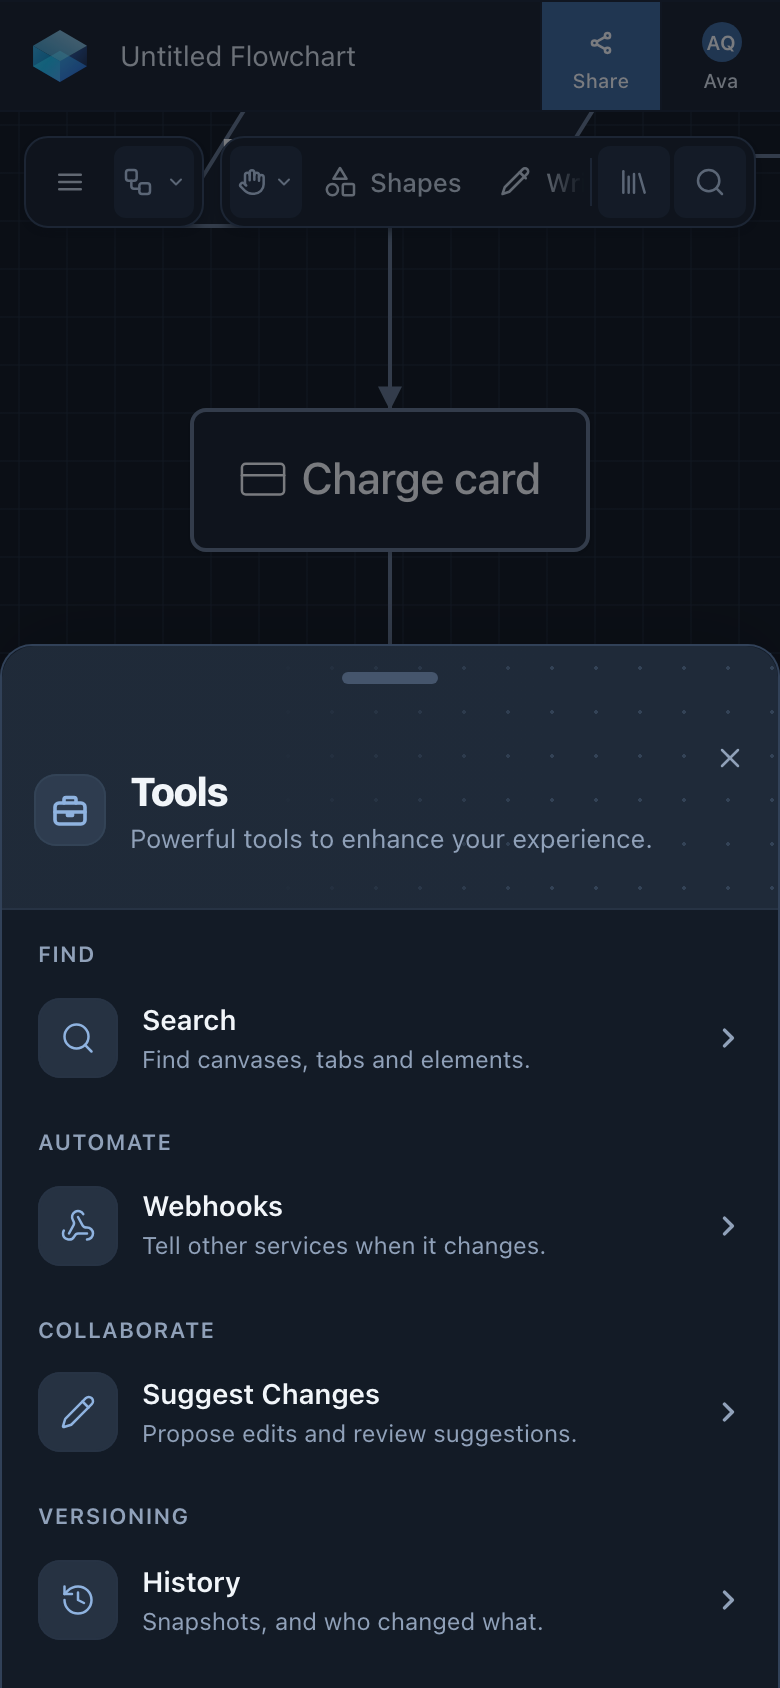 Untitled Flowchart
Share
AQ
Ava
Shapes
Charge card
Tools
Powerful tools to enhance your experience.
FIND
Search
Find canvases, tabs and elements.
AUTOMATE
Webhooks
Tell other services when it changes.
COLLABORATE
Suggest Changes
Propose edits and review suggestions.
VERSIONING
History
Snapshots, and who changed what.